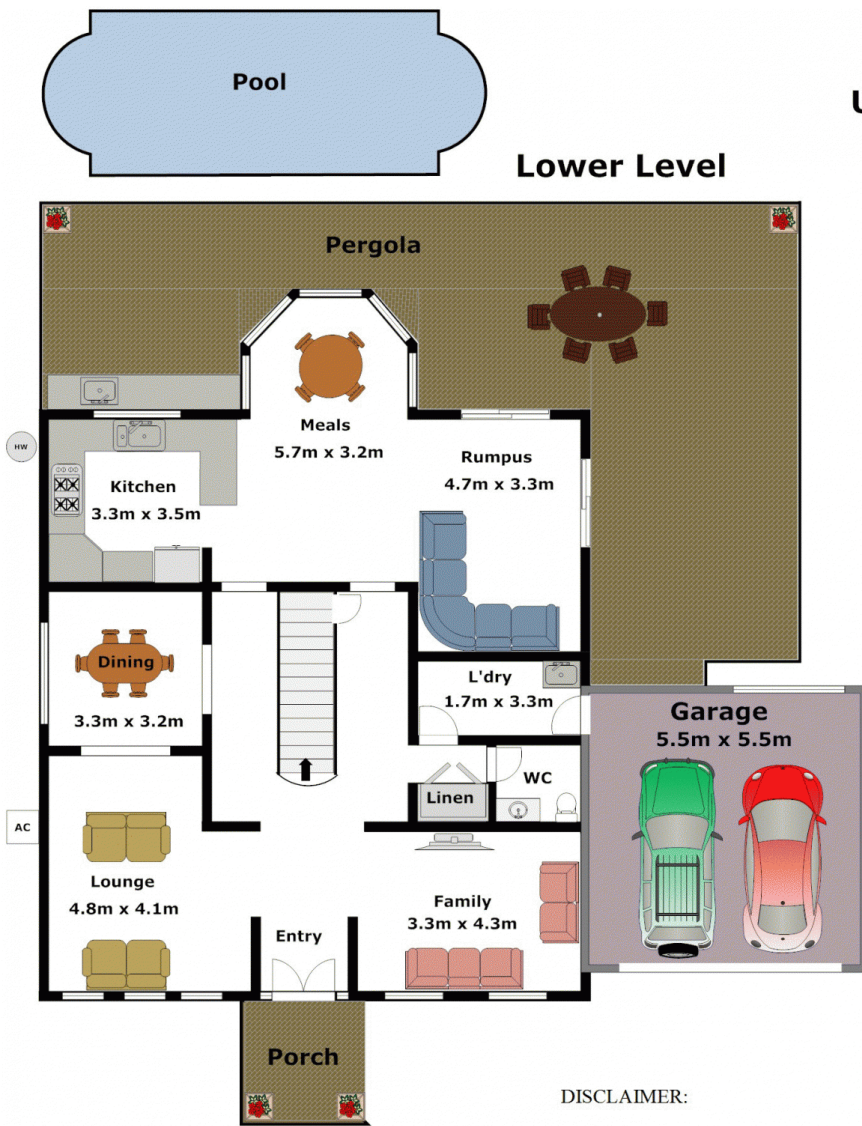 Pool
U
Lower Level
Pergola
Meals
5.7m x 3.2m
HW
Rumpus
4.7m x 3.3m
Kitchen
3.3m x 3.5m
Dining
3.3m x 3.2m
L'dry
1.7m x 3.3m
Garage
5.5m x 5.5m
WC
Linen
AC
Lounge
4.8m x 4.1m
Family
3.3m x 4.3m
Entry
Porch
DISCLAIMER: